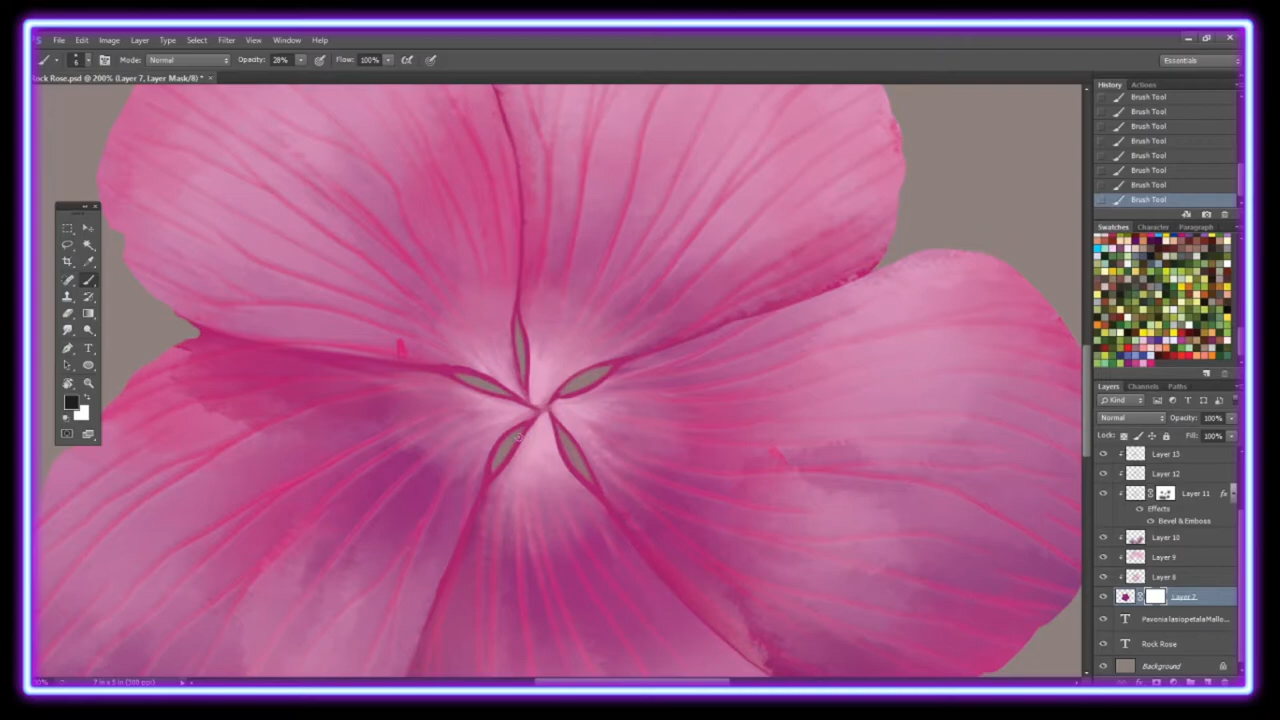 File Edit Image Layer Type Select Filter View Window Help
5 Mode: Normal Opacity: 28% Flow: 100% Essentials
Rock Rose.psd @ 200% (Layer 7, Layer Mask/8) *
History Actions
Brush Tool
Brush Tool
Brush Tool
Brush Tool
Brush Tool
Brush Tool
Brush Tool
Brush Tool
Swatches Character Paragraph
Layers Channels Paths
Kind
Normal Opacity: 100%
Lock: Fill: 100%
Layer 13
Layer 12
Layer 11 fx
Effects
Bevel & Emboss
Layer 10
Layer 9
Layer 8
Layer 7
PavonialasiopetalaMallo...
Rock Rose
Background